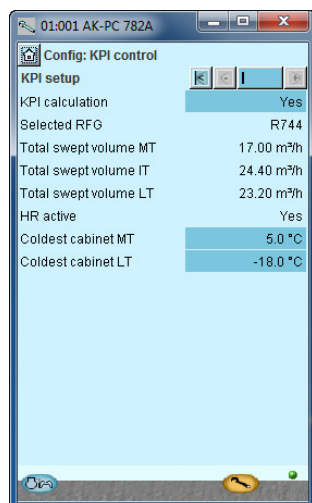 01:001 AK-PC 782A
Config: KPI control
KPI setup
KPI calculation Yes
Selected RFG R744
Total swept volume MT 17.00 m³/h
Total swept volume IT 24.40 m³/h
Total swept volume LT 23.20 m³/h
HR active Yes
Coldest cabinet MT 5.0 °C
Coldest cabinet LT -18.0 °C